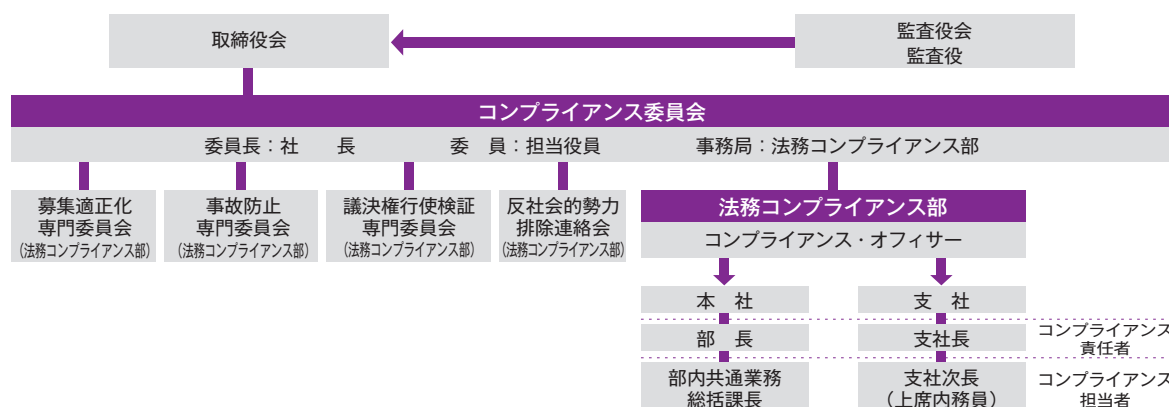 取締役会
監査役会
監査役
コンプライアンス委員会
委員長：社　長　委　員：担当役員　事務局：法務コンプライアンス部
募集適正化
専門委員会
(法務コンプライアンス部)
事故防止
専門委員会
(法務コンプライアンス部)
議決権行使検証
専門委員会
(法務コンプライアンス部)
反社会的勢力
排除連絡会
(法務コンプライアンス部)
法務コンプライアンス部
コンプライアンス・オフィサー
本　社
支　社
部　長
支社長
コンプライアンス
責任者
部内共通業務
総括課長
支社次長
（上席内務員）
コンプライアンス
担当者